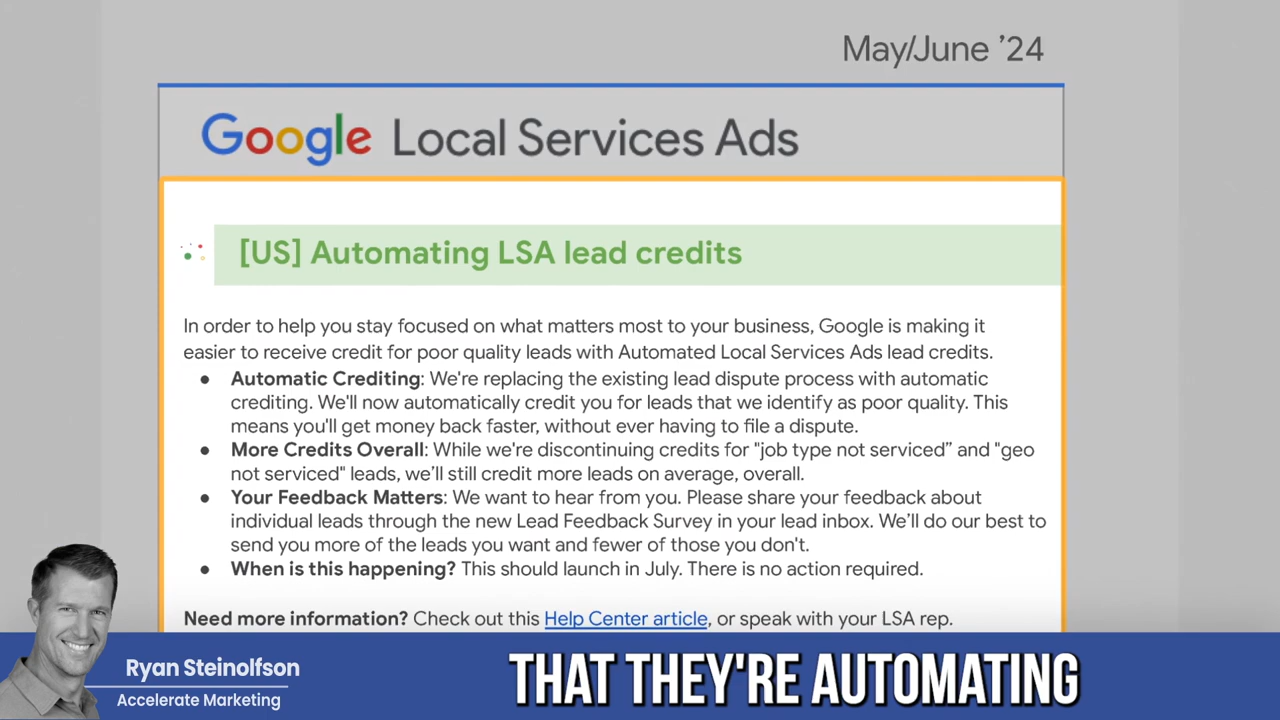 May/June ’24
Google Local Services Ads
[US] Automating LSA lead credits
In order to help you stay focused on what matters most to your business, Google is making it
easier to receive credit for poor quality leads with Automated Local Services Ads lead credits.
● Automatic Crediting: We're replacing the existing lead dispute process with automatic
crediting. We'll now automatically credit you for leads that we identify as poor quality. This
means you'll get money back faster, without ever having to file a dispute.
● More Credits Overall: While we're discontinuing credits for "job type not serviced” and "geo
not serviced" leads, we’ll still credit more leads on average, overall.
● Your Feedback Matters: We want to hear from you. Please share your feedback about
individual leads through the new Lead Feedback Survey in your lead inbox. We’ll do our best to
send you more of the leads you want and fewer of those you don't.
● When is this happening? This should launch in July. There is no action required.
Need more information? Check out this Help Center article, or speak with your LSA rep.
Ryan Steinolfson
Accelerate Marketing
THAT THEY'RE AUTOMATING